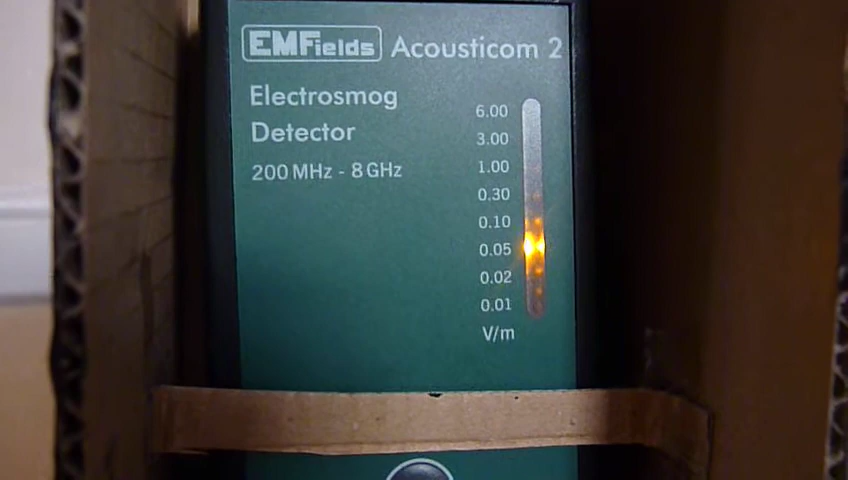 EMFields Acousticom 2
Electrosmog
Detector
200 MHz - 8 GHz
6.00
3.00
1.00
0.30
0.10
0.05
0.02
0.01
V/m